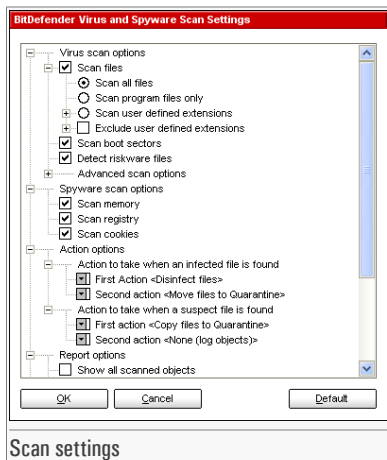 BitDefender Virus and Spyware Scan Settings
Virus scan options
Scan files
Scan all files
Scan program files only
Scan user defined extensions
Exclude user defined extensions
Scan boot sectors
Detect riskware files
Advanced scan options
Spyware scan options
Scan memory
Scan registry
Scan cookies
Action options
Action to take when an infected file is found
First Action <Disinfect files>
Second action <Move files to Quarantine>
Action to take when a suspect file is found
First action <Copy files to Quarantine>
Second action <None (log objects)>
Report options
Show all scanned objects
OK Cancel Default
Scan settings